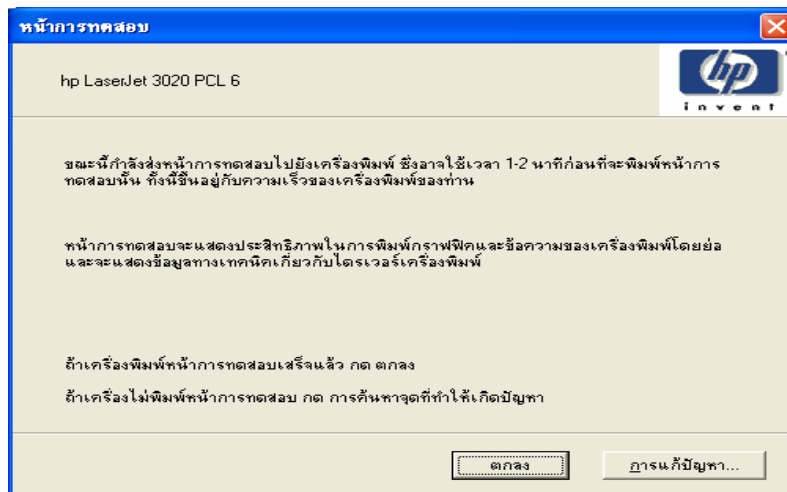 หน้าการทดสอบ
hp LaserJet 3020 PCL 6
hp
invent
ขณะนี้กำลังส่งหน้าการทดสอบไปยังเครื่องพิมพ์ ซึ่งอาจใช้เวลา 1-2 นาทีก่อนที่จะพิมพ์หน้าการ
ทดสอบนั้น ทั้งนี้ขึ้นอยู่กับความเร็วของเครื่องพิมพ์ของท่าน
หน้าการทดสอบจะแสดงประสิทธิภาพในการพิมพ์กราฟฟิคและข้อความของเครื่องพิมพ์โดยย่อ
และจะแสดงข้อมูลทางเทคนิคเกี่ยวกับไดรเวอร์เครื่องพิมพ์
ถ้าเครื่องพิมพ์หน้าการทดสอบเสร็จแล้ว กด ตกลง
ถ้าเครื่องไม่พิมพ์หน้าการทดสอบ กด การค้นหาจุดที่ทำให้เกิดปัญหา
ตกลง
การแก้ปัญหา...